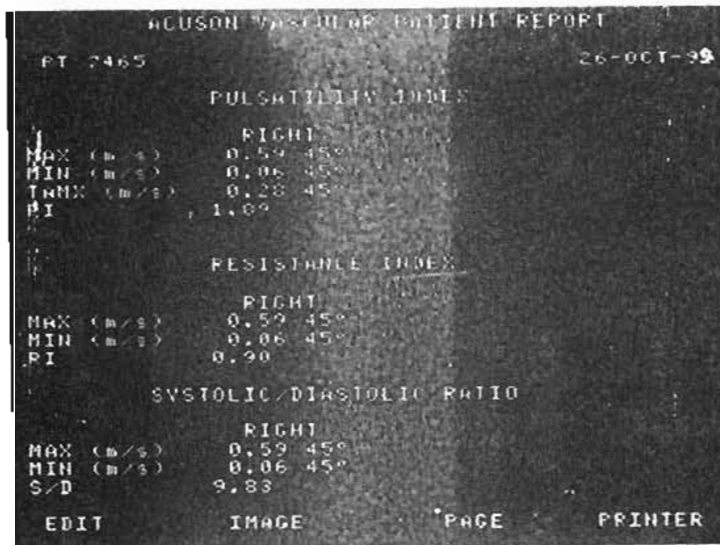 ACUSON VASCULAR PATIENT REPORT
PT 7465 26-OCT-95
PULSATILITY INDEX
RIGHT
MAX (m/s) 0.59 45°
MIN (m/s) 0.06 45°
TaMX (m/s) 0.28 45°
PI 1.89
RESISTANCE INDEX
RIGHT
MAX (m/s) 0.59 45°
MIN (m/s) 0.06 45°
RI 0.90
SYSTOLIC/DIASTOLIC RATIO
RIGHT
MAX (m/s) 0.59 45°
MIN (m/s) 0.06 45°
S/D 9.83
EDIT IMAGE PAGE PRINTER